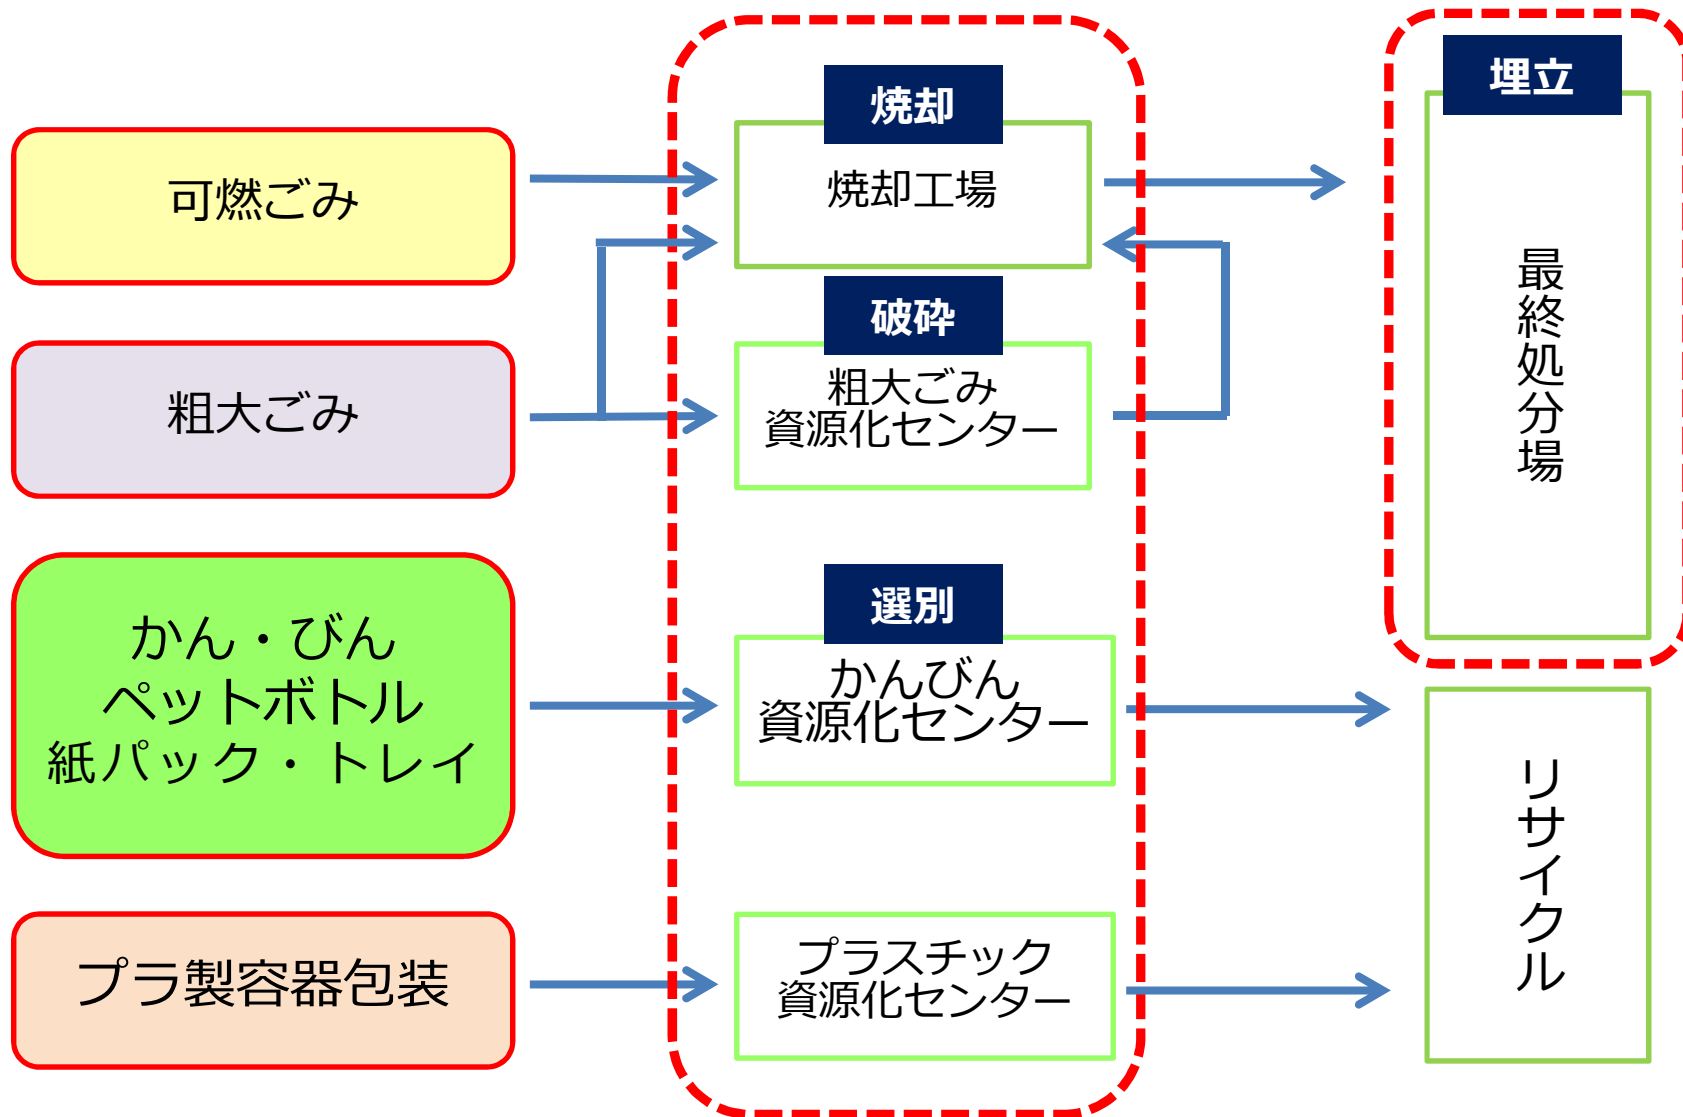 可燃ごみ
粗大ごみ
かん・びん
ペットボトル
紙パック・トレイ
プラ製容器包装
焼却
焼却工場
破砕
粗大ごみ
資源化センター
選別
かんびん
資源化センター
プラスチック
資源化センター
埋立
最終処分場
リサイクル